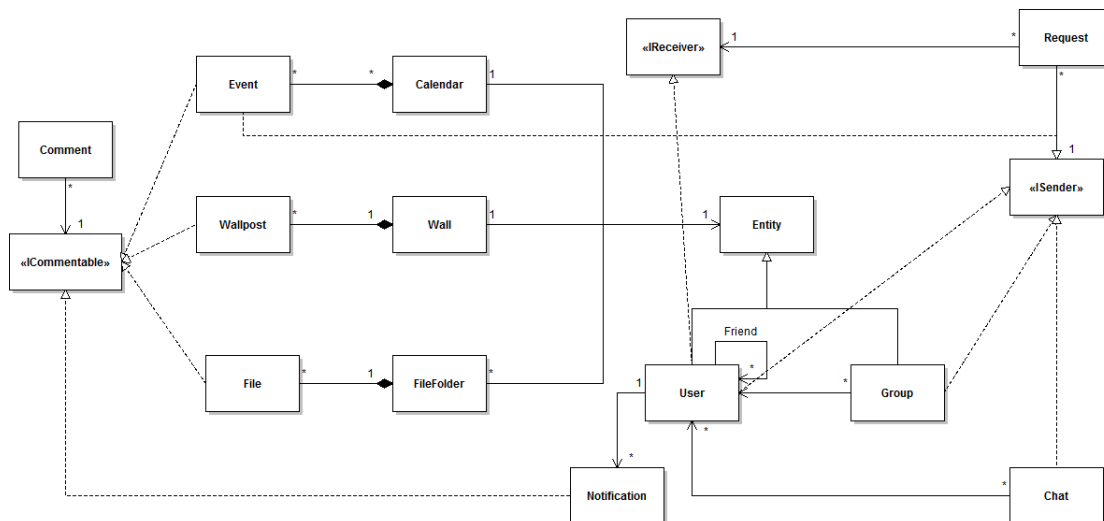 «IReceiver»
1
*
Request
*
Event
*
*
Calendar
1
Comment
*
1
«ISender»
Wallpost
*
1
Wall
1
1
Entity
1
«ICommentable»
Friend
*
File
*
1
FileFolder
*
1
User
*
*
Group
*
*
Notification
*
Chat